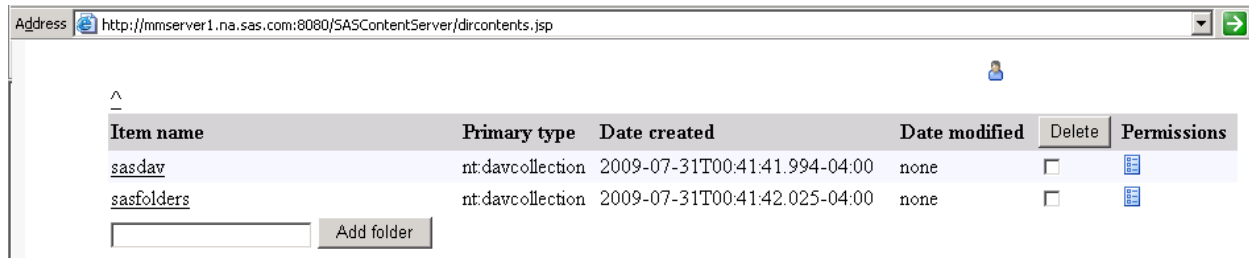 Address http://mmserver1.na.sas.com:8080/SASContentServer/dircontents.jsp
^
Item name Primary type Date created Date modified Delete Permissions
sasdav nt:davcollection 2009-07-31T00:41:41.994-04:00 none
sasfolders nt:davcollection 2009-07-31T00:41:42.025-04:00 none
Add folder